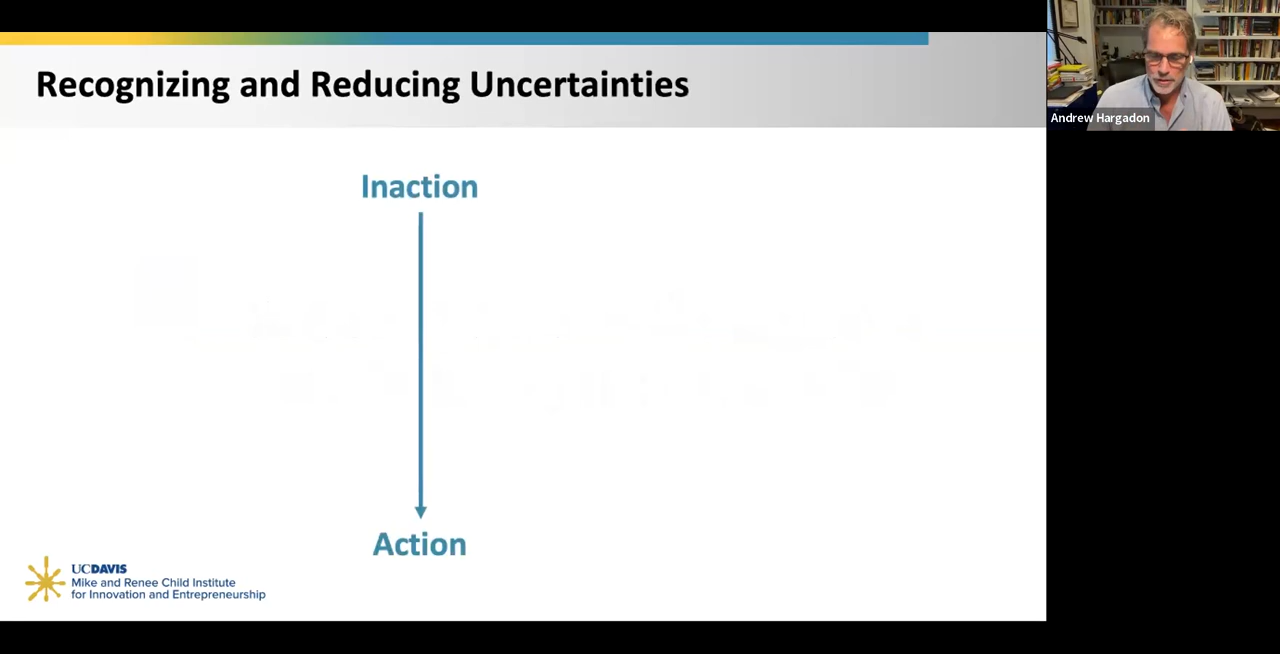 Recognizing and Reducing Uncertainties
Andrew Hargadon
Inaction
Action
UCDAVIS
Mike and Renee Child Institute
for Innovation and Entrepreneurship